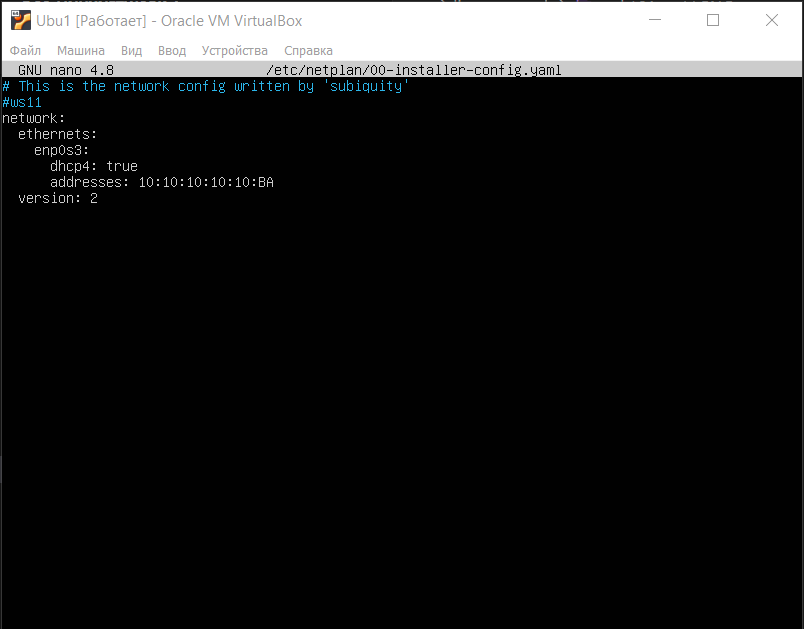 Ubu1 [Работает] - Oracle VM VirtualBox
Файл Машина Вид Ввод Устройства Справка
GNU nano 4.8 /etc/netplan/00-installer-config.yaml
# This is the network config written by 'subiquity'
#ws11
network:
  ethernets:
    enp0s3:
      dhcp4: true
      addresses: 10:10:10:10:10:BA
  version: 2